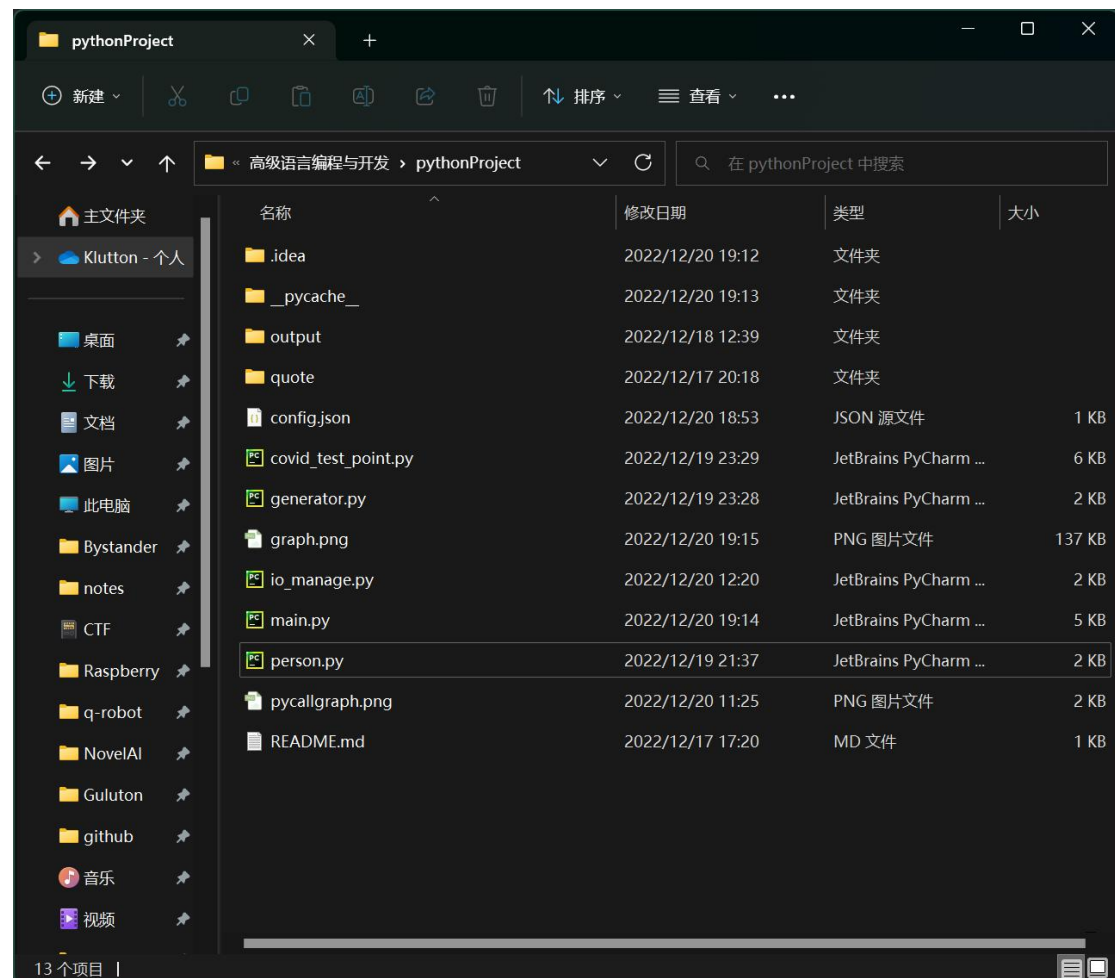 pythonProject
新建
排序
查看
« 高级语言编程与开发 › pythonProject
在 pythonProject 中搜索
主文件夹
Klutton - 个人
桌面
下载
文档
图片
此电脑
Bystander
notes
CTF
Raspberry
q-robot
NovelAI
Guluton
github
音乐
视频
名称 修改日期 类型 大小
.idea 2022/12/20 19:12 文件夹
__pycache__ 2022/12/20 19:13 文件夹
output 2022/12/18 12:39 文件夹
quote 2022/12/17 20:18 文件夹
config.json 2022/12/20 18:53 JSON 源文件 1 KB
covid_test_point.py 2022/12/19 23:29 JetBrains PyCharm ... 6 KB
generator.py 2022/12/19 23:28 JetBrains PyCharm ... 2 KB
graph.png 2022/12/20 19:15 PNG 图片文件 137 KB
io_manage.py 2022/12/20 12:20 JetBrains PyCharm ... 2 KB
main.py 2022/12/20 19:14 JetBrains PyCharm ... 5 KB
person.py 2022/12/19 21:37 JetBrains PyCharm ... 2 KB
pycallgraph.png 2022/12/20 11:25 PNG 图片文件 2 KB
README.md 2022/12/17 17:20 MD 文件 1 KB
13 个项目